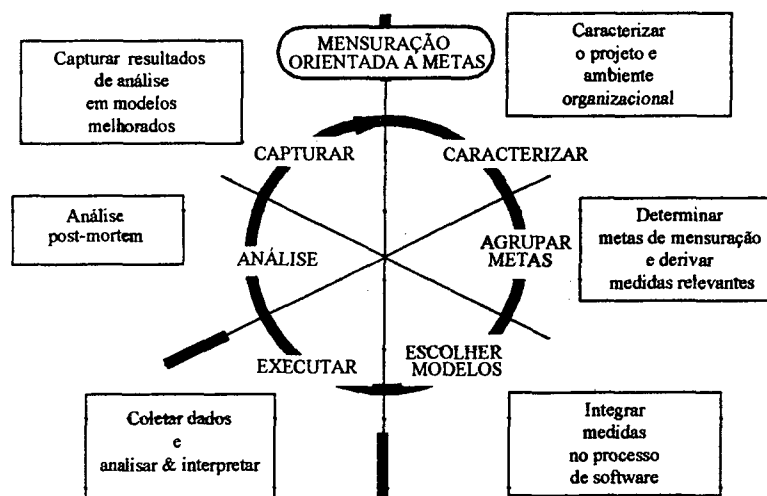 MENSURAÇÃO
ORIENTADA A METAS
Capturar resultados
de análise
em modelos
melhorados
Caracterizar
o projeto e
ambiente
organizacional
CAPTURAR
CARACTERIZAR
Análise
post-mortem
ANÁLISE
AGRUPAR
METAS
Determinar
metas de mensuração
e derivar
medidas relevantes
EXECUTAR
ESCOLHER
MODELOS
Coletar dados
e
analisar & interpretar
Integrar
medidas
no processo
de software